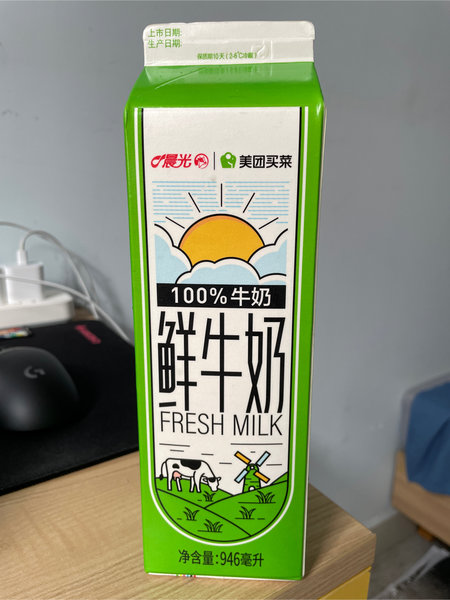 上市日期:
生产日期:
保质期10天(2-6℃冷藏)
晨光 | 美团买菜
100%牛奶
鲜牛奶
FRESH MILK
净含量:946毫升